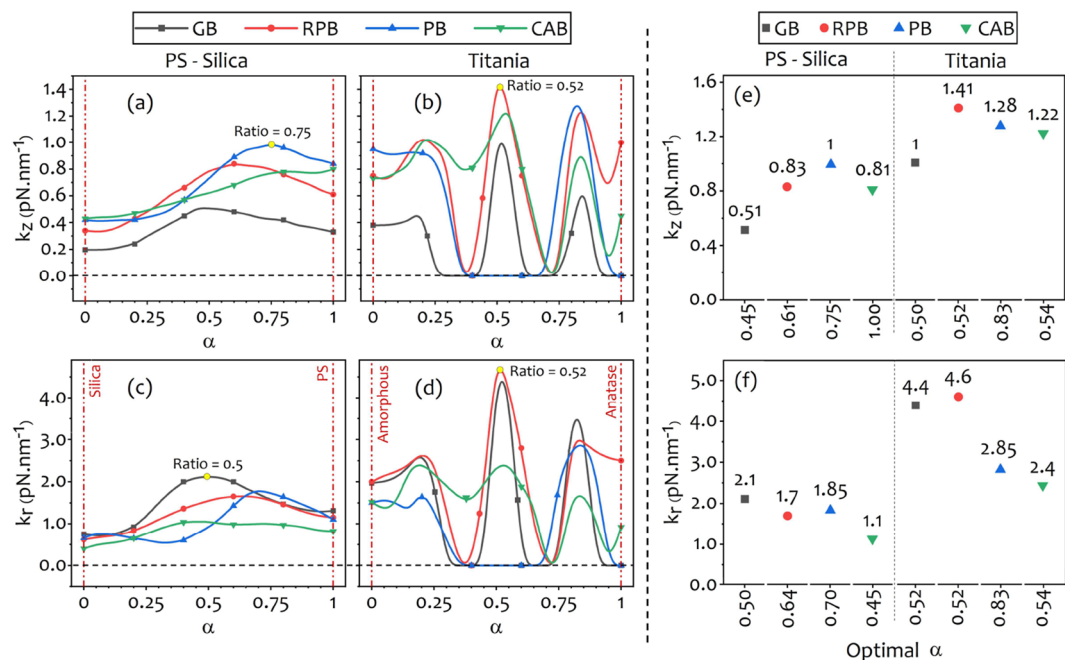 GB RPB PB CAB
PS - Silica Titania
(a) Ratio = 0.75
(b) Ratio = 0.52
kz (pN.nm⁻¹)
1.4
1.2
1.0
0.8
0.6
0.4
0.2
0.0
0 0.25 0.5 0.75 1
α
0 0.25 0.5 0.75 1
α
(c) Silica PS
Ratio = 0.5
(d) Amorphous Anatase
Ratio = 0.52
kr (pN.nm⁻¹)
4.0
3.0
2.0
1.0
0.0
0 0.25 0.5 0.75 1
α
0 0.25 0.5 0.75 1
α
GB RPB PB CAB
PS - Silica Titania
(e)
kz (pN.nm⁻¹)
1.6
1.2
0.8
0.4
0.0
0.51 0.83 1 0.81 1 1.41 1.28 1.22
0.45 0.61 0.75 1.00 0.50 0.52 0.83 0.54
(f)
kr (pN.nm⁻¹)
5.0
4.0
3.0
2.0
1.0
0.0
2.1 1.7 1.85 1.1 4.4 4.6 2.85 2.4
0.50 0.64 0.70 0.45 0.52 0.52 0.83 0.54
Optimal α